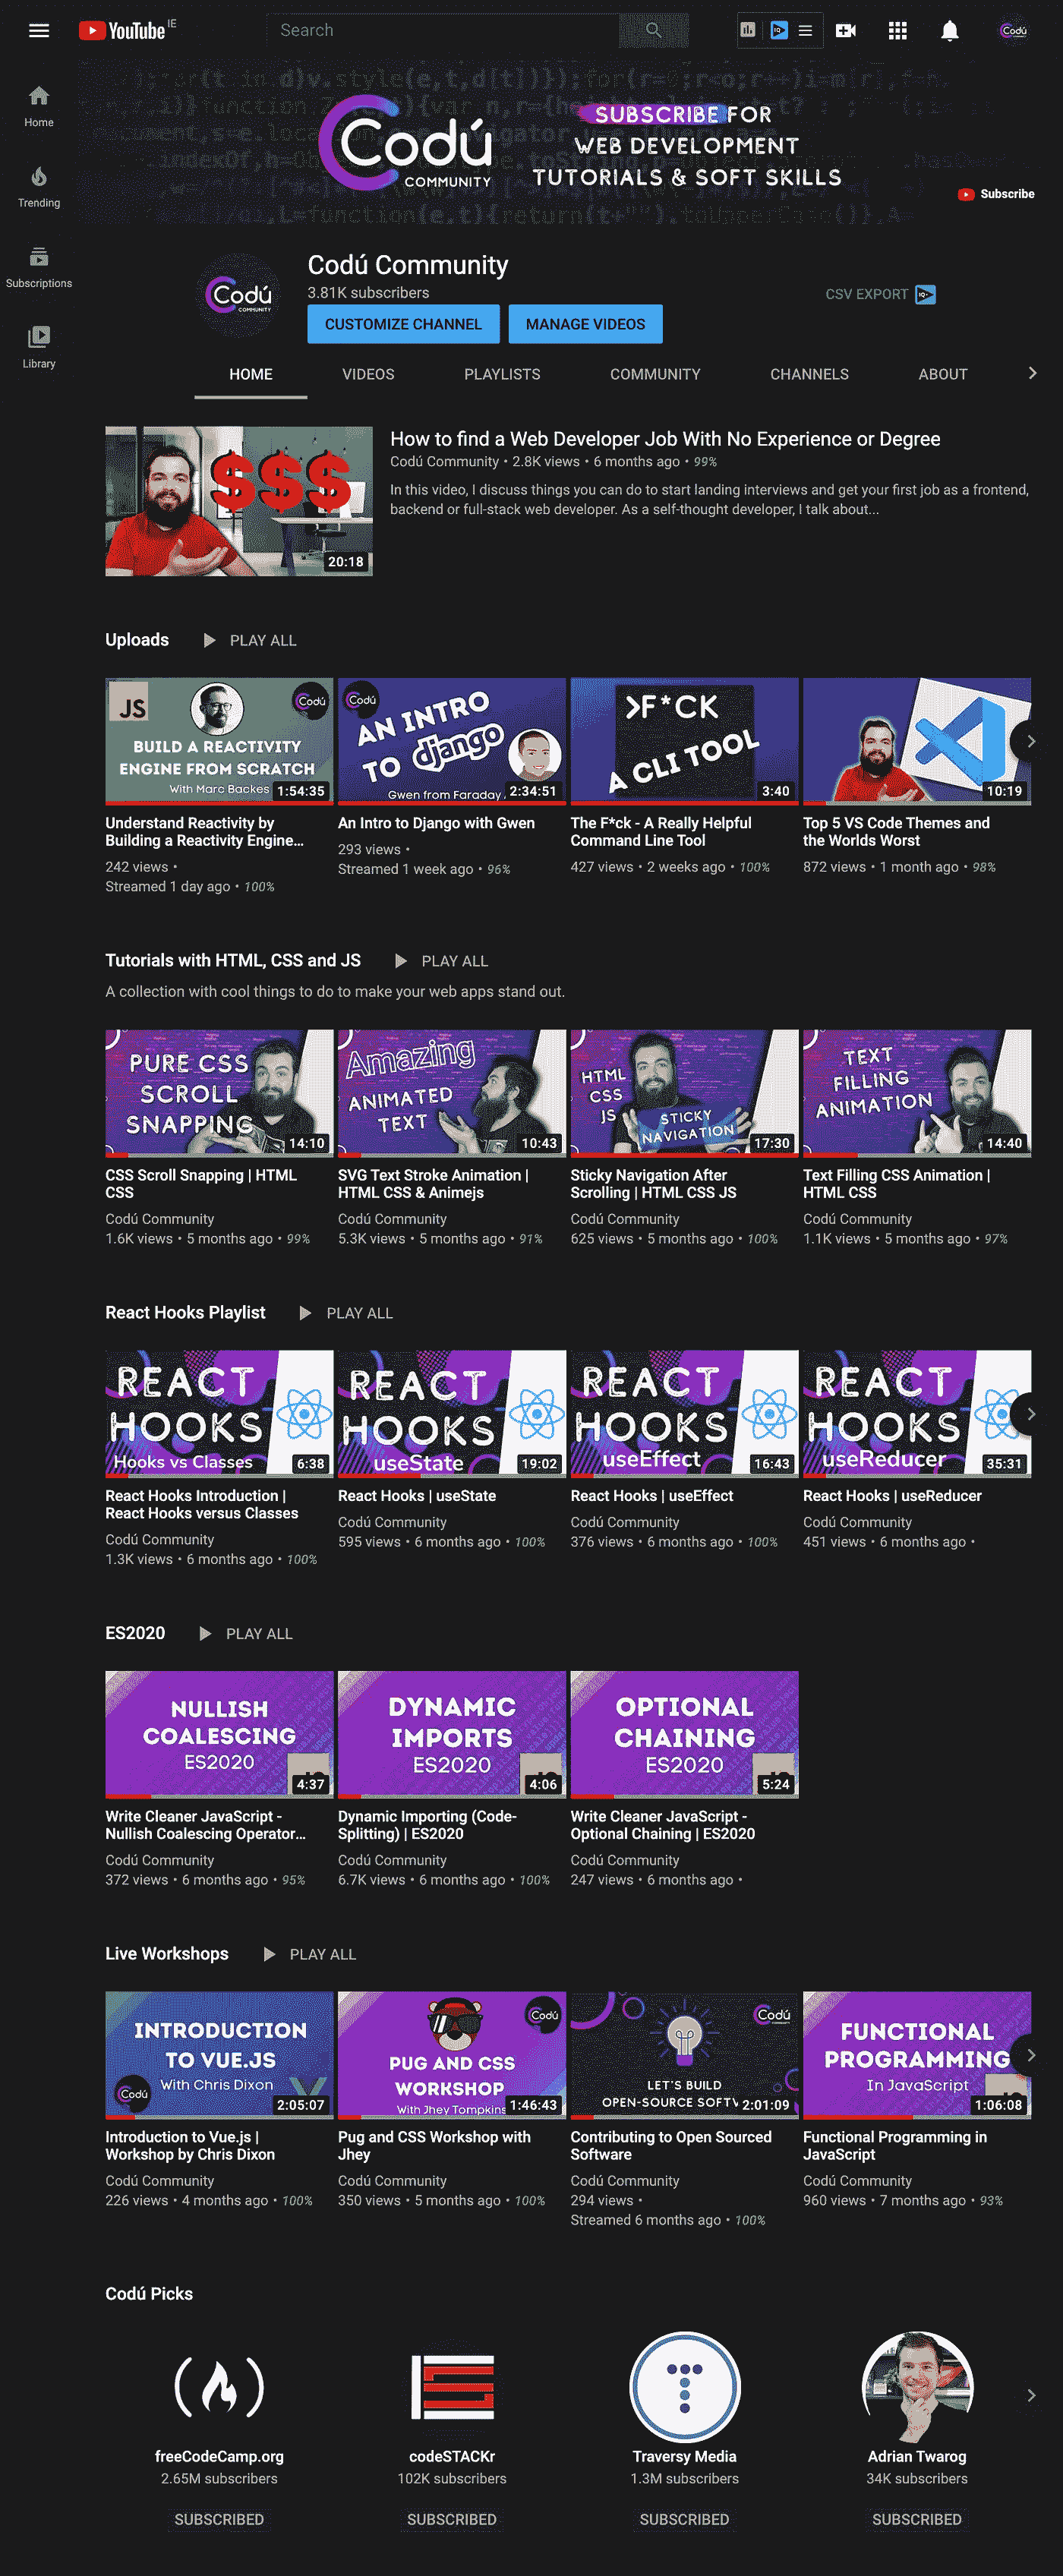 YouTube IE
Search
Codú
Home
Trending
Subscriptions
Library
Codú
COMMUNITY
SUBSCRIBE FOR
WEB DEVELOPMENT
TUTORIALS & SOFT SKILLS
Subscribe
Codú
COMMUNITY
Codú Community
3.81K subscribers
CSV EXPORT
CUSTOMIZE CHANNEL MANAGE VIDEOS
HOME VIDEOS PLAYLISTS COMMUNITY CHANNELS ABOUT
$$$
20:18
How to find a Web Developer Job With No Experience or Degree
Codú Community • 2.8K views • 6 months ago • 99%
In this video, I discuss things you can do to start landing interviews and get your first job as a frontend,
backend or full-stack web developer. As a self-thought developer, I talk about...
Uploads PLAY ALL
JS
Codú
BUILD A REACTIVITY
ENGINE FROM SCRATCH
With Marc Backes
1:54:35
Understand Reactivity by
Building a Reactivity Engine...
242 views •
Streamed 1 day ago • 100%
Codú
AN INTRO
TO django
Gwen from Faraday
2:34:51
An Intro to Django with Gwen
293 views •
Streamed 1 week ago • 96%
>F*CK
A CLI TOOL
3:40
The F*ck - A Really Helpful
Command Line Tool
427 views • 2 weeks ago • 100%
10:19
Top 5 VS Code Themes and
the Worlds Worst
872 views • 1 month ago • 98%
Tutorials with HTML, CSS and JS PLAY ALL
A collection with cool things to do to make your web apps stand out.
PURE CSS
SCROLL
SNAPPING
14:10
CSS Scroll Snapping | HTML
CSS
Codú Community
1.6K views • 5 months ago • 99%
Amazing
ANIMATED
TEXT
10:43
SVG Text Stroke Animation |
HTML CSS & Animejs
Codú Community
5.3K views • 5 months ago • 91%
HTML
CSS
JS
STICKY
NAVIGATION
17:30
Sticky Navigation After
Scrolling | HTML CSS JS
Codú Community
625 views • 5 months ago • 100%
TEXT
FILLING
ANIMATION
14:40
Text Filling CSS Animation |
HTML CSS
Codú Community
1.1K views • 5 months ago • 97%
React Hooks Playlist PLAY ALL
REACT
HOOKS
Hooks vs Classes
6:38
React Hooks Introduction |
React Hooks versus Classes
Codú Community
1.3K views • 6 months ago • 100%
REACT
HOOKS
useState
19:02
React Hooks | useState
Codú Community
595 views • 6 months ago • 100%
REACT
HOOKS
useEffect
16:43
React Hooks | useEffect
Codú Community
376 views • 6 months ago • 100%
REACT
HOOKS
useReducer
35:31
React Hooks | useReducer
Codú Community
451 views • 6 months ago •
ES2020 PLAY ALL
NULLISH
COALESCING
ES2020
4:37
Write Cleaner JavaScript -
Nullish Coalescing Operator...
Codú Community
372 views • 6 months ago • 95%
DYNAMIC
IMPORTS
ES2020
4:06
Dynamic Importing (Code-
Splitting) | ES2020
Codú Community
6.7K views • 6 months ago • 100%
OPTIONAL
CHAINING
ES2020
5:24
Write Cleaner JavaScript -
Optional Chaining | ES2020
Codú Community
247 views • 6 months ago •
Live Workshops PLAY ALL
INTRODUCTION
TO VUE.JS
With Chris Dixon
Codú
2:05:07
Introduction to Vue.js |
Workshop by Chris Dixon
Codú Community
226 views • 4 months ago • 100%
Codú
PUG AND CSS
WORKSHOP
With Jhey Tompkins
1:46:43
Pug and CSS Workshop with
Jhey
Codú Community
350 views • 5 months ago • 100%
Codú
COMMUNITY
LET'S BUILD
OPEN-SOURCE SOFTW
2:01:09
Contributing to Open Sourced
Software
Codú Community
294 views •
Streamed 6 months ago • 100%
FUNCTIONAL
PROGRAMMING
In JavaScript
1:06:08
Functional Programming in
JavaScript
Codú Community
960 views • 7 months ago • 93%
Codú Picks
freeCodeCamp.org
2.65M subscribers
SUBSCRIBED
codeSTACKr
102K subscribers
SUBSCRIBED
Traversy Media
1.3M subscribers
SUBSCRIBED
Adrian Twarog
34K subscribers
SUBSCRIBED